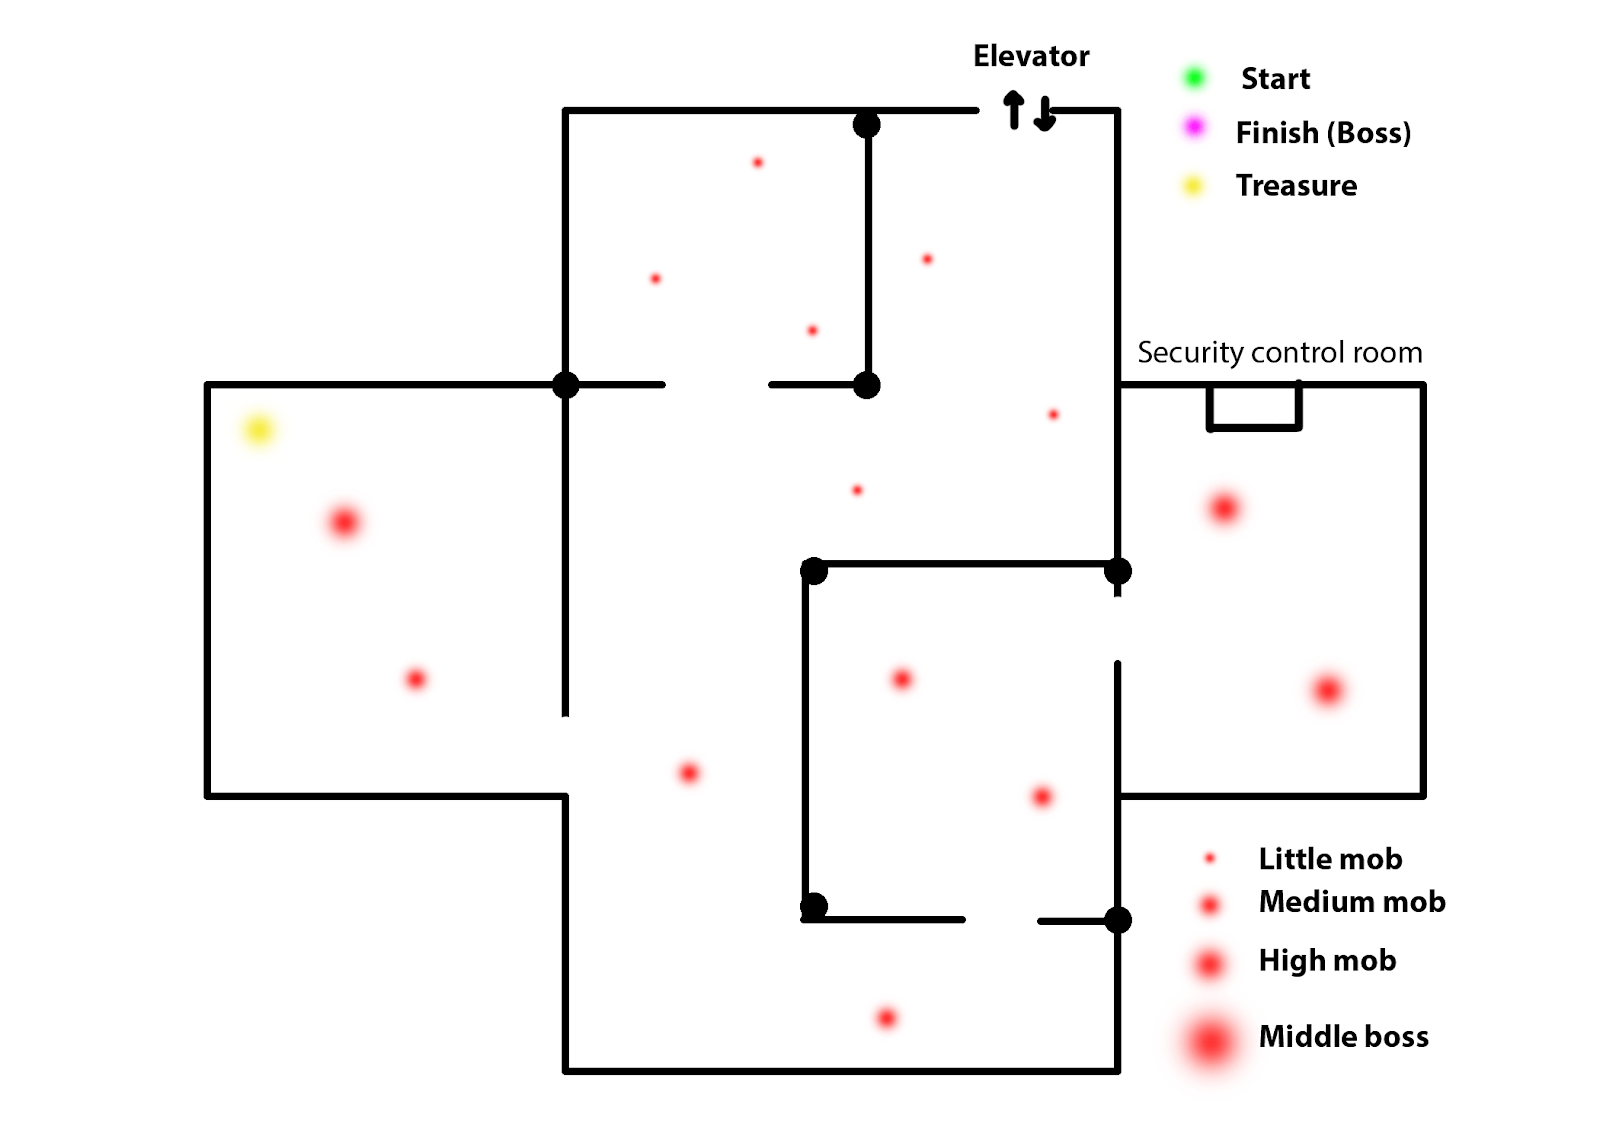 Elevator
Start
Finish (Boss)
Treasure
Security control room
Little mob
Medium mob
High mob
Middle boss